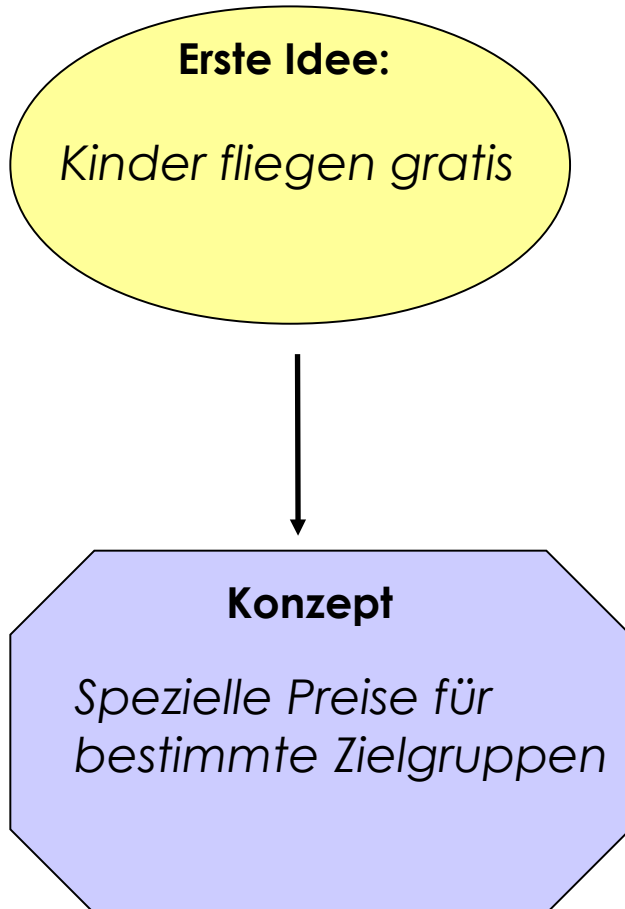 Erste Idee:
Kinder fliegen gratis
Konzept
Spezielle Preise für
bestimmte Zielgruppen